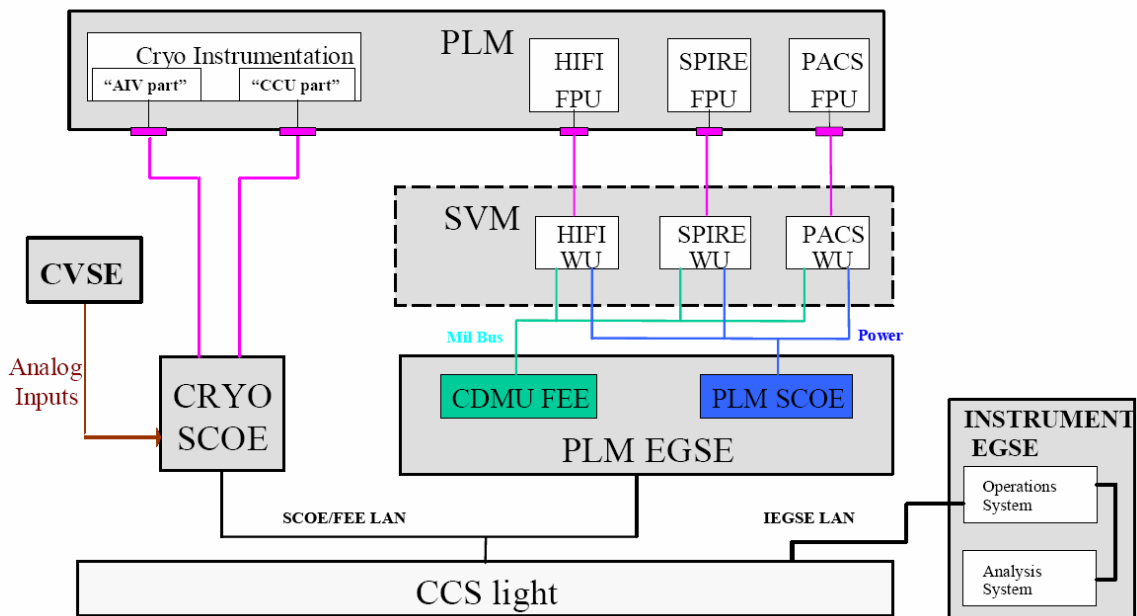 PLM
Cryo Instrumentation
“AIV part”
“CCU part”
HIFI
FPU
SPIRE
FPU
PACS
FPU
SVM
HIFI
WU
SPIRE
WU
PACS
WU
CVSE
Mil Bus
Power
Analog
Inputs
CRYO
SCOE
CDMU FEE
PLM SCOE
PLM EGSE
INSTRUMENT
EGSE
Operations
System
Analysis
System
SCOE/FEE LAN
IEGSE LAN
CCS light